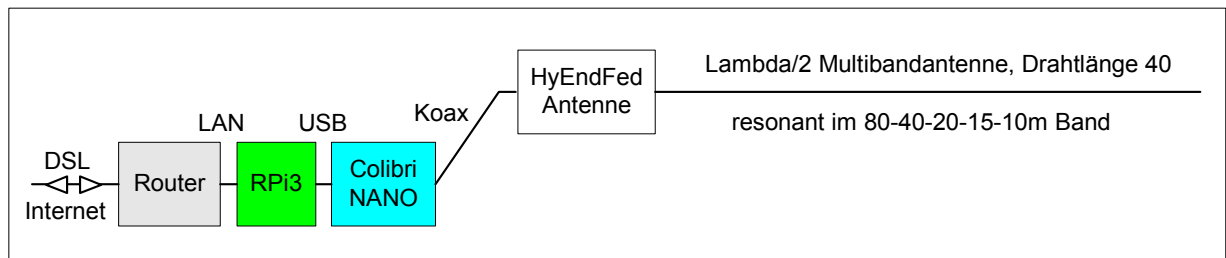 HyEndFed
Antenne
Lambda/2 Multibandantenne, Drahtlänge 40
resonant im 80-40-20-15-10m Band
Koax
LAN
USB
DSL
Internet
Router
RPi3
Colibri
NANO